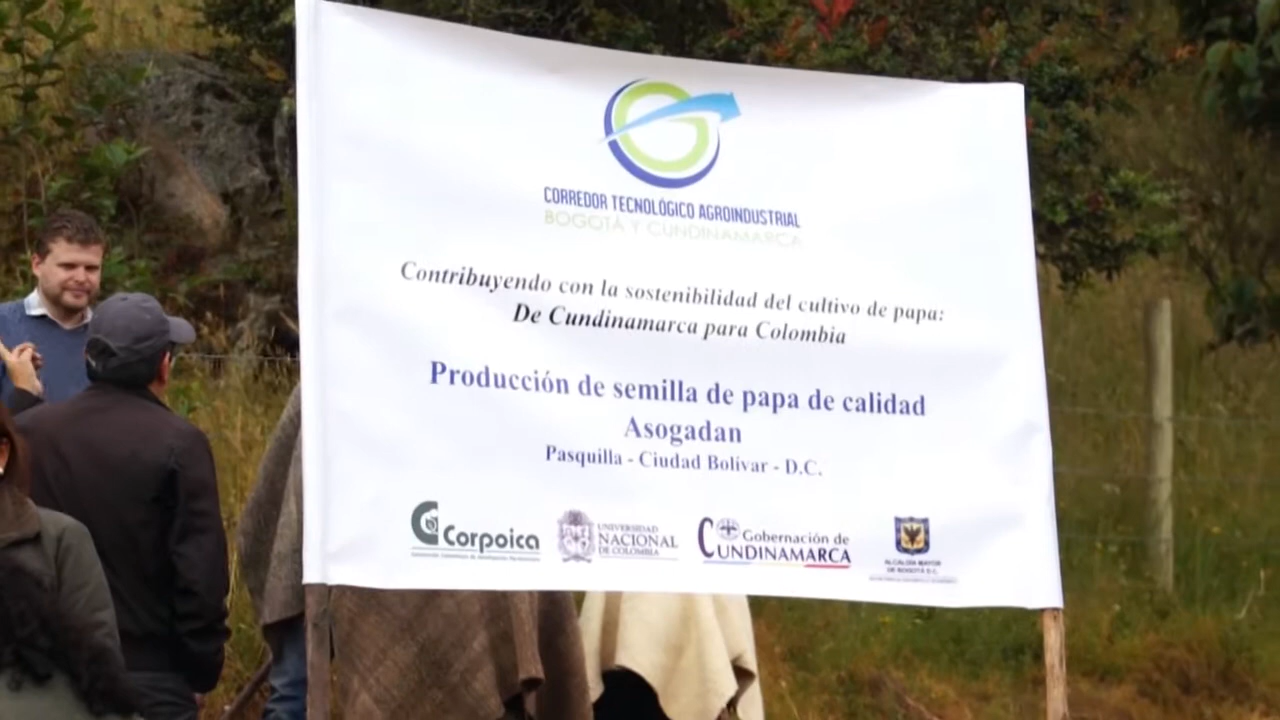 CORREDOR TECNOLÓGICO AGROINDUSTRIAL
BOGOTÁ Y CUNDINAMARCA
Contribuyendo con la sostenibilidad del cultivo de papa:
De Cundinamarca para Colombia
Producción de semilla de papa de calidad
Asogadan
Pasquilla - Ciudad Bolívar - D.C.
Corpoica
UNIVERSIDAD
NACIONAL
DE COLOMBIA
Gobernación de
CUNDINAMARCA
ALCALDÍA MAYOR
DE BOGOTÁ D.C.